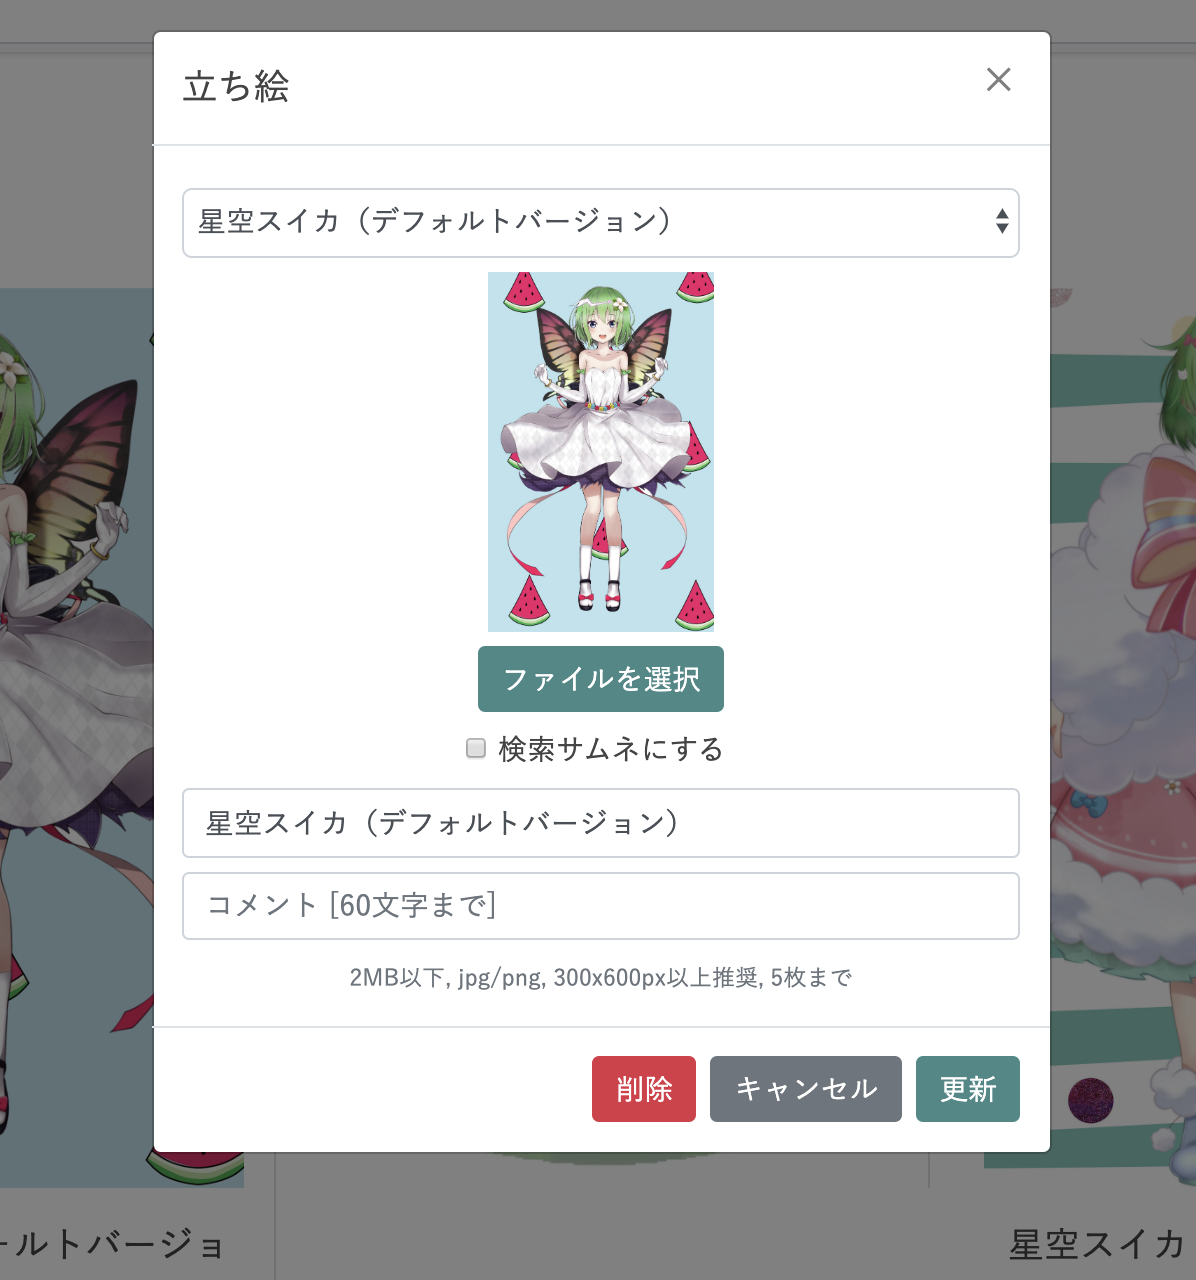 立ち絵
×
星空スイカ（デフォルトバージョン）
ファイルを選択
検索サムネにする
星空スイカ（デフォルトバージョン）
コメント [60文字まで]
2MB以下, jpg/png, 300x600px以上推奨, 5枚まで
削除 キャンセル 更新
ォルトバージョ
星空スイカ